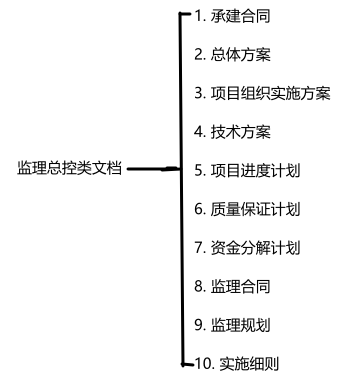 监理总控类文档
1. 承建合同
2. 总体方案
3. 项目组织实施方案
4. 技术方案
5. 项目进度计划
6. 质量保证计划
7. 资金分解计划
8. 监理合同
9. 监理规划
10. 实施细则